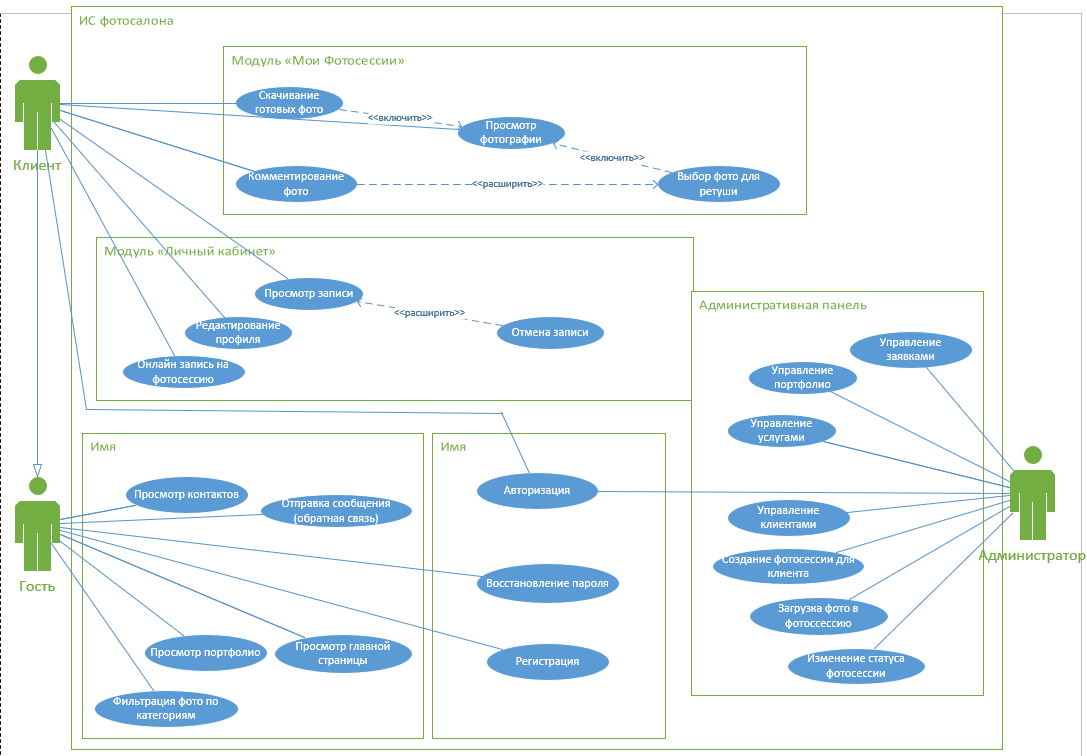 ИС фотосалона
Модуль «Мои Фотосессии»
Скачивание
готовых фото
<<включить>>
Просмотр
фотографии
<<включить>>
Клиент
Комментирование
фото
<<расширить>>
Выбор фото для
ретуши
Модуль «Личный кабинет»
Просмотр записи
<<расширить>>
Редактирование
профиля
Отмена записи
Онлайн запись на
фотосессию
Административная панель
Управление
заявками
Управление
портфолио
Управление
услугами
Управление
клиентами
Создание фотосессии для
клиента
Загрузка фото в
фотоссессию
Изменение статуса
фотосессии
Администратор
Имя
Просмотр контактов
Отправка сообщения
(обратная связь)
Гость
Просмотр портфолио
Просмотр главной
страницы
Фильтрация фото по
категориям
Имя
Авторизация
Восстановление пароля
Регистрация